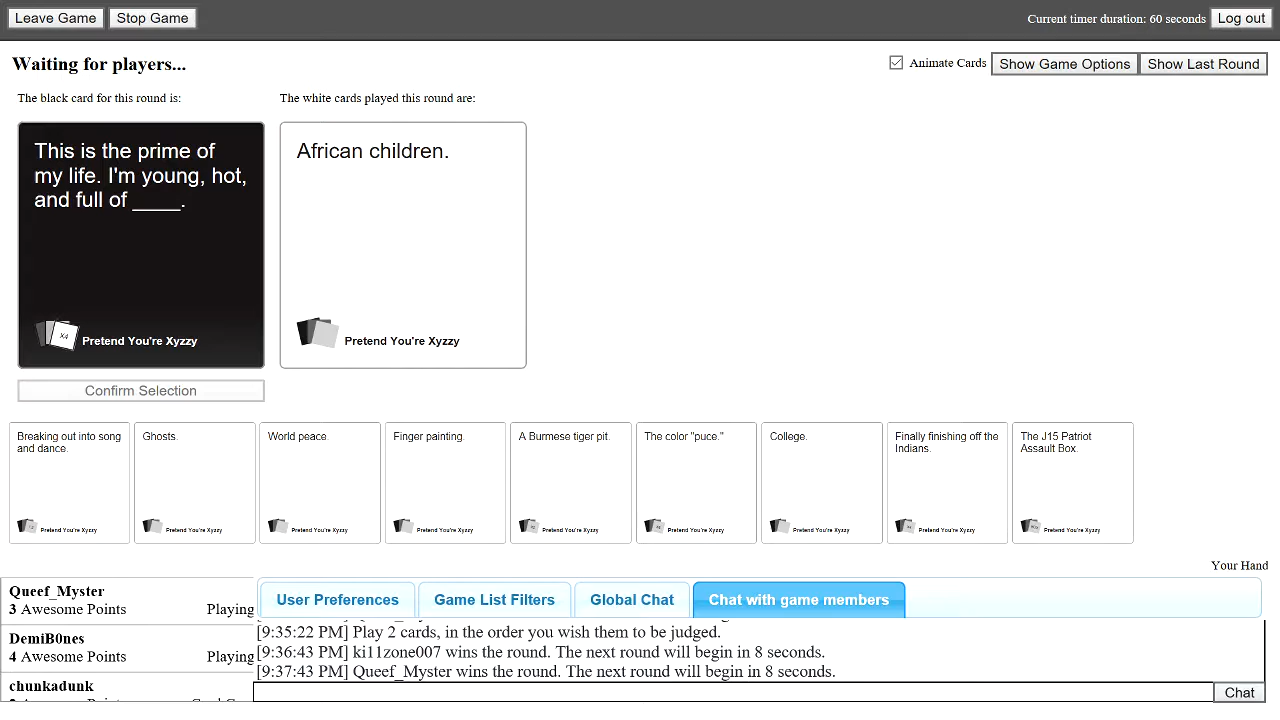 Leave Game Stop Game Current timer duration: 60 seconds Log out
Waiting for players... Animate Cards Show Game Options Show Last Round
The black card for this round is: The white cards played this round are:
This is the prime of
my life. I'm young, hot,
and full of ____.
X4 Pretend You're Xyzzy
African children.
Pretend You're Xyzzy
Confirm Selection
Breaking out into song
and dance.
Pretend You're Xyzzy
Ghosts.
Pretend You're Xyzzy
World peace.
Pretend You're Xyzzy
Finger painting.
Pretend You're Xyzzy
A Burmese tiger pit.
Pretend You're Xyzzy
The color "puce."
Pretend You're Xyzzy
College.
Pretend You're Xyzzy
Finally finishing off the
Indians.
Pretend You're Xyzzy
The J15 Patriot
Assault Box.
Pretend You're Xyzzy
Your Hand
Queef_Myster
3 Awesome Points Playing
DemiB0nes
4 Awesome Points Playing
chunkadunk
User Preferences Game List Filters Global Chat Chat with game members
[9:35:22 PM] Play 2 cards, in the order you wish them to be judged.
[9:36:43 PM] ki11zone007 wins the round. The next round will begin in 8 seconds.
[9:37:43 PM] Queef_Myster wins the round. The next round will begin in 8 seconds.
Chat